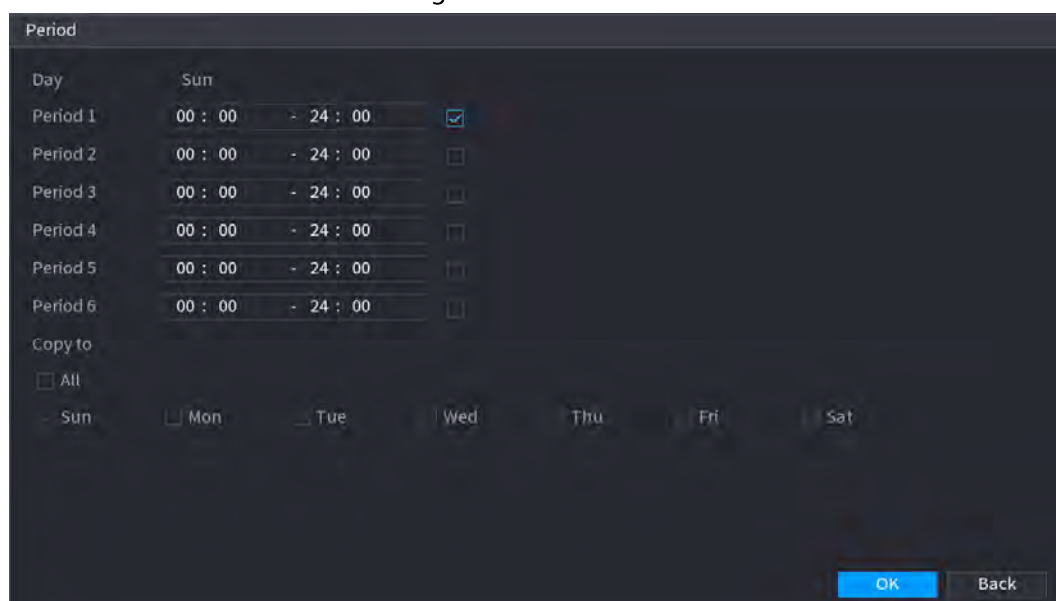 Period
Day Sun
Period 1 00 : 00 - 24 : 00
Period 2 00 : 00 - 24 : 00
Period 3 00 : 00 - 24 : 00
Period 4 00 : 00 - 24 : 00
Period 5 00 : 00 - 24 : 00
Period 6 00 : 00 - 24 : 00
Copy to
All
Sun Mon Tue Wed Thu Fri Sat
OK Back